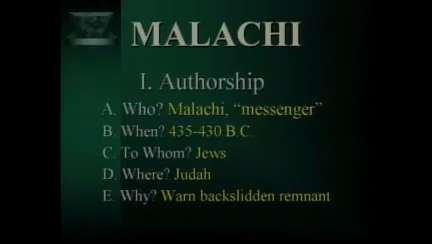 MALACHI
I. Authorship
A. Who? Malachi, “messenger”
B. When? 435-430 B.C.
C. To Whom? Jews
D. Where? Judah
E. Why? Warn backslidden remnant